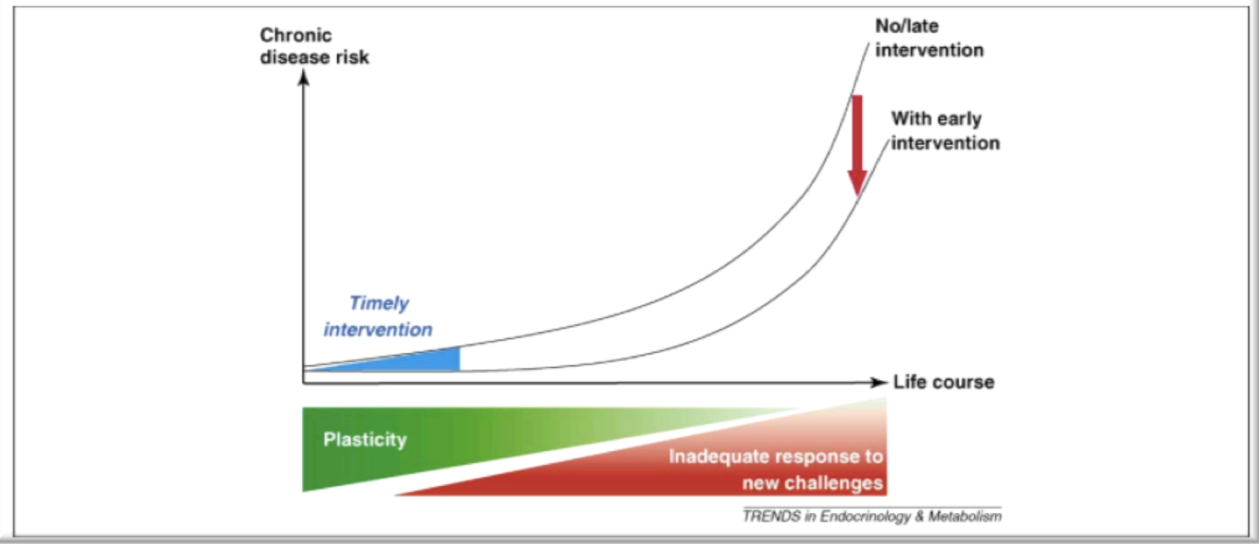 Chronic
disease risk
No/late
intervention
With early
intervention
Timely
intervention
Life course
Plasticity
Inadequate response to
new challenges
TRENDS in Endocrinology & Metabolism